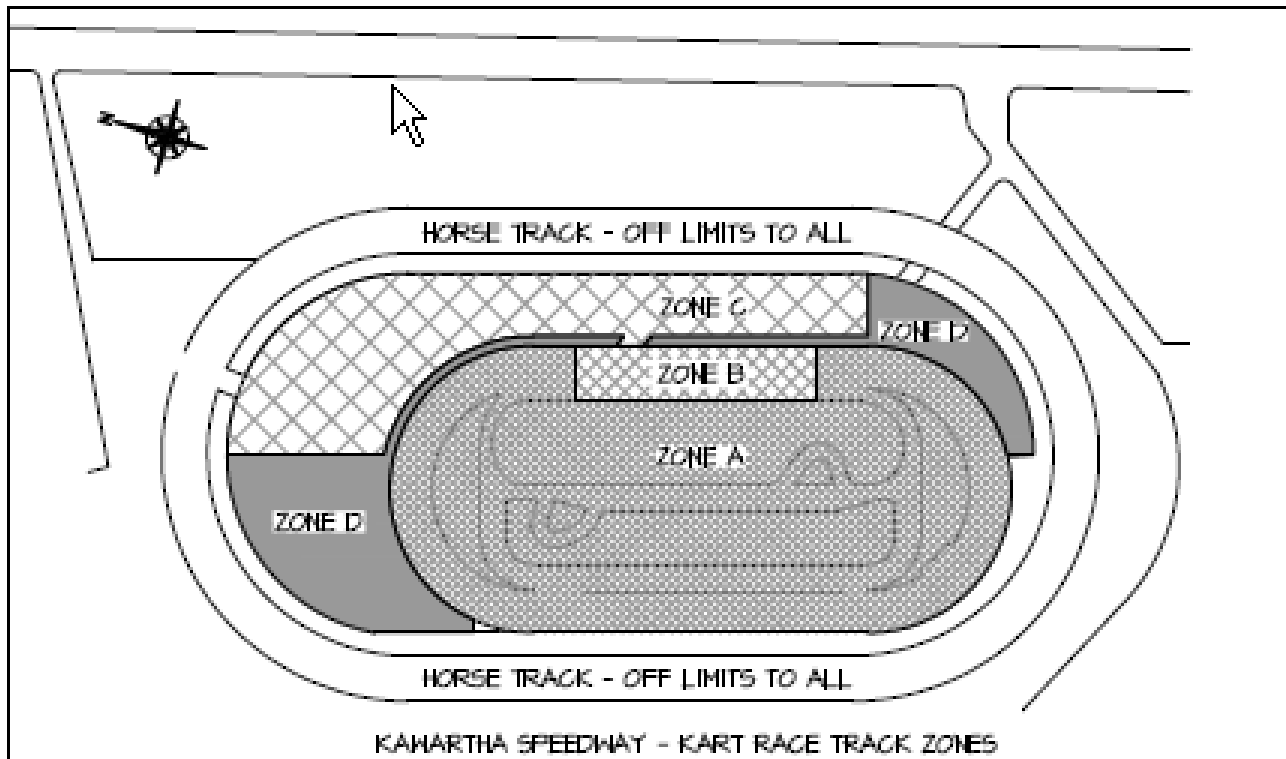 N
HORSE TRACK - OFF LIMITS TO ALL
ZONE C
ZONE D
ZONE B
ZONE A
ZONE D
HORSE TRACK - OFF LIMITS TO ALL
KAWARTHA SPEEDWAY - KART RACE TRACK ZONES